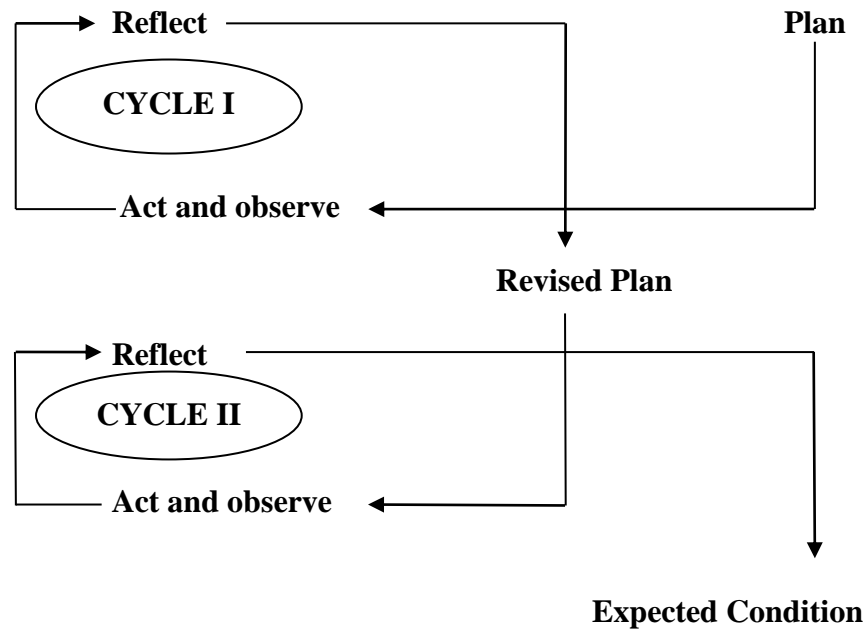 Reflect Plan
CYCLE I
Act and observe
Revised Plan
Reflect
CYCLE II
Act and observe
Expected Condition